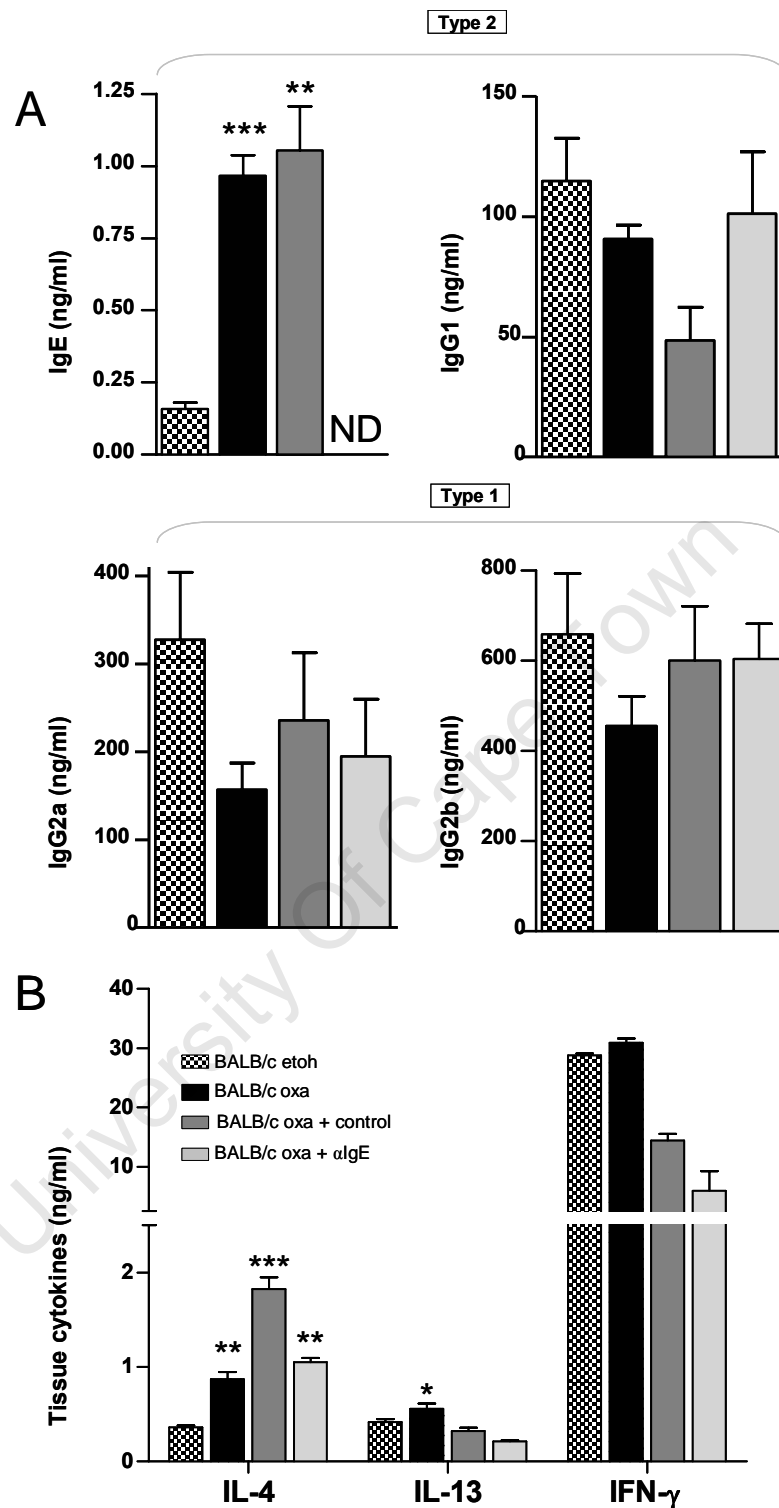 Type 2
A
IgE (ng/ml)
1.25
1.00
0.75
0.50
0.25
0.00
***
**
ND
IgG1 (ng/ml)
150
100
50
0
Type 1
IgG2a (ng/ml)
400
300
200
100
0
IgG2b (ng/ml)
800
600
400
200
0
B
Tissue cytokines (ng/ml)
40
30
20
10
2
1
0
BALB/c etoh
BALB/c oxa
BALB/c oxa + control
BALB/c oxa + αIgE
**
***
**
*
IL-4 IL-13 IFN-γ
University Of Cape Town